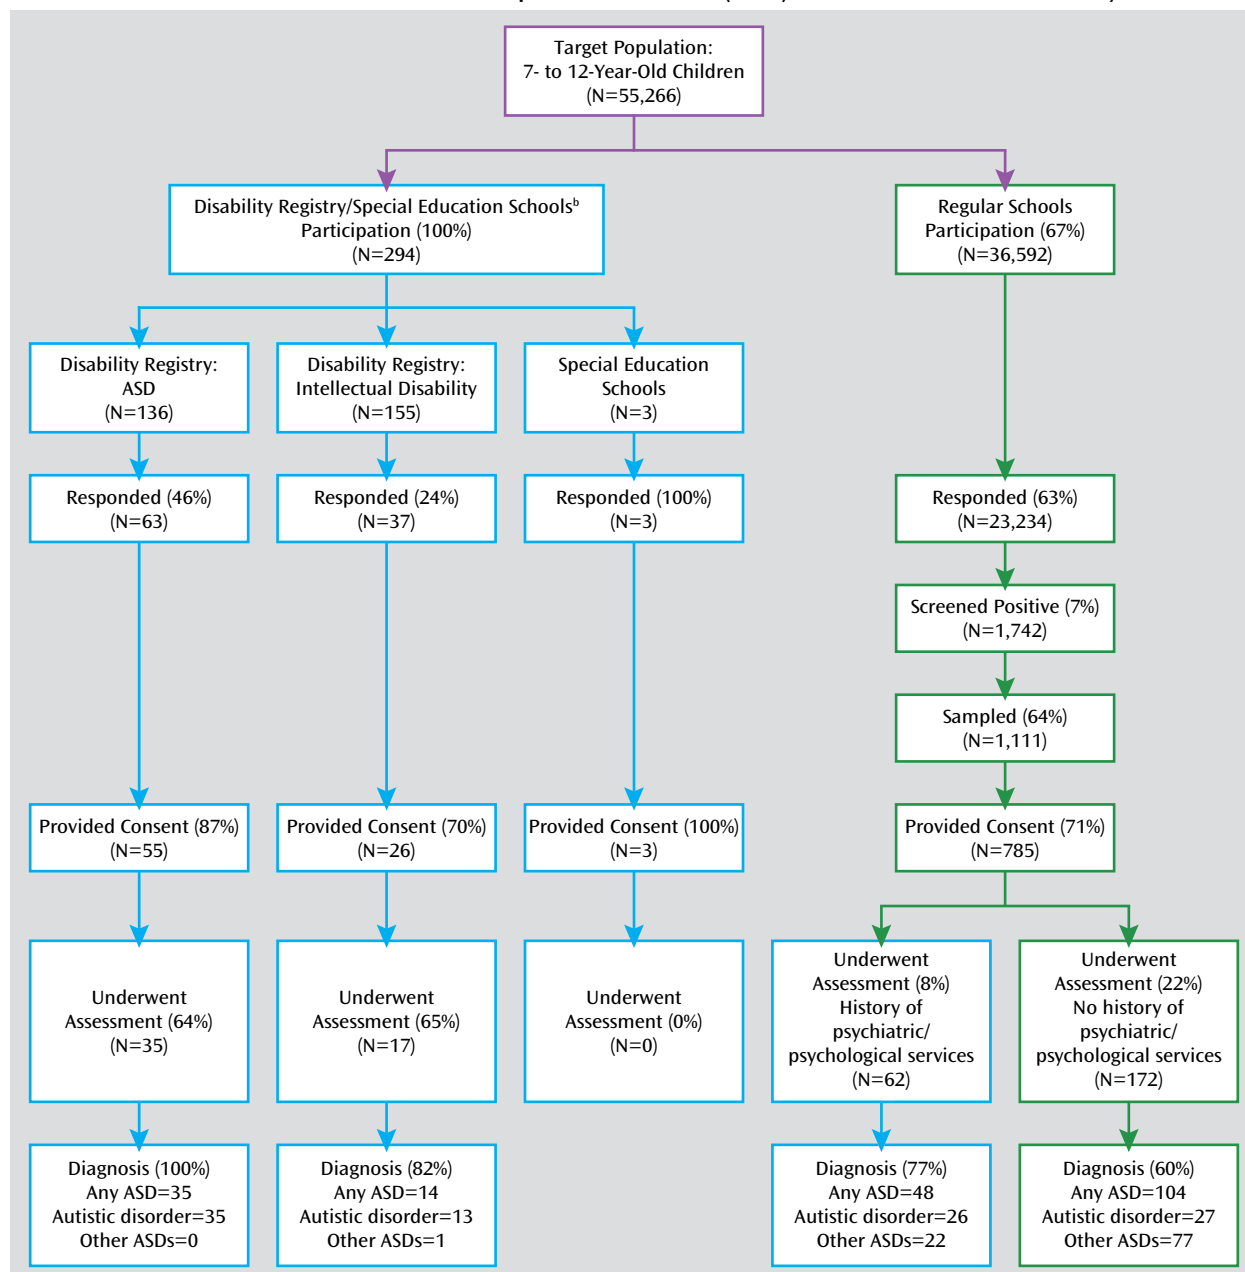 Target Population:
7- to 12-Year-Old Children
(N=55,266)
Disability Registry/Special Education Schoolsᵇ
Participation (100%)
(N=294)
Regular Schools
Participation (67%)
(N=36,592)
Disability Registry:
ASD
(N=136)
Disability Registry:
Intellectual Disability
(N=155)
Special Education
Schools
(N=3)
Responded (46%)
(N=63)
Responded (24%)
(N=37)
Responded (100%)
(N=3)
Responded (63%)
(N=23,234)
Screened Positive (7%)
(N=1,742)
Sampled (64%)
(N=1,111)
Provided Consent (87%)
(N=55)
Provided Consent (70%)
(N=26)
Provided Consent (100%)
(N=3)
Provided Consent (71%)
(N=785)
Underwent
Assessment (64%)
(N=35)
Underwent
Assessment (65%)
(N=17)
Underwent
Assessment (0%)
(N=0)
Underwent
Assessment (8%)
History of
psychiatric/
psychological services
(N=62)
Underwent
Assessment (22%)
No history of
psychiatric/
psychological services
(N=172)
Diagnosis (100%)
Any ASD=35
Autistic disorder=35
Other ASDs=0
Diagnosis (82%)
Any ASD=14
Autistic disorder=13
Other ASDs=1
Diagnosis (77%)
Any ASD=48
Autistic disorder=26
Other ASDs=22
Diagnosis (60%)
Any ASD=104
Autistic disorder=27
Other ASDs=77